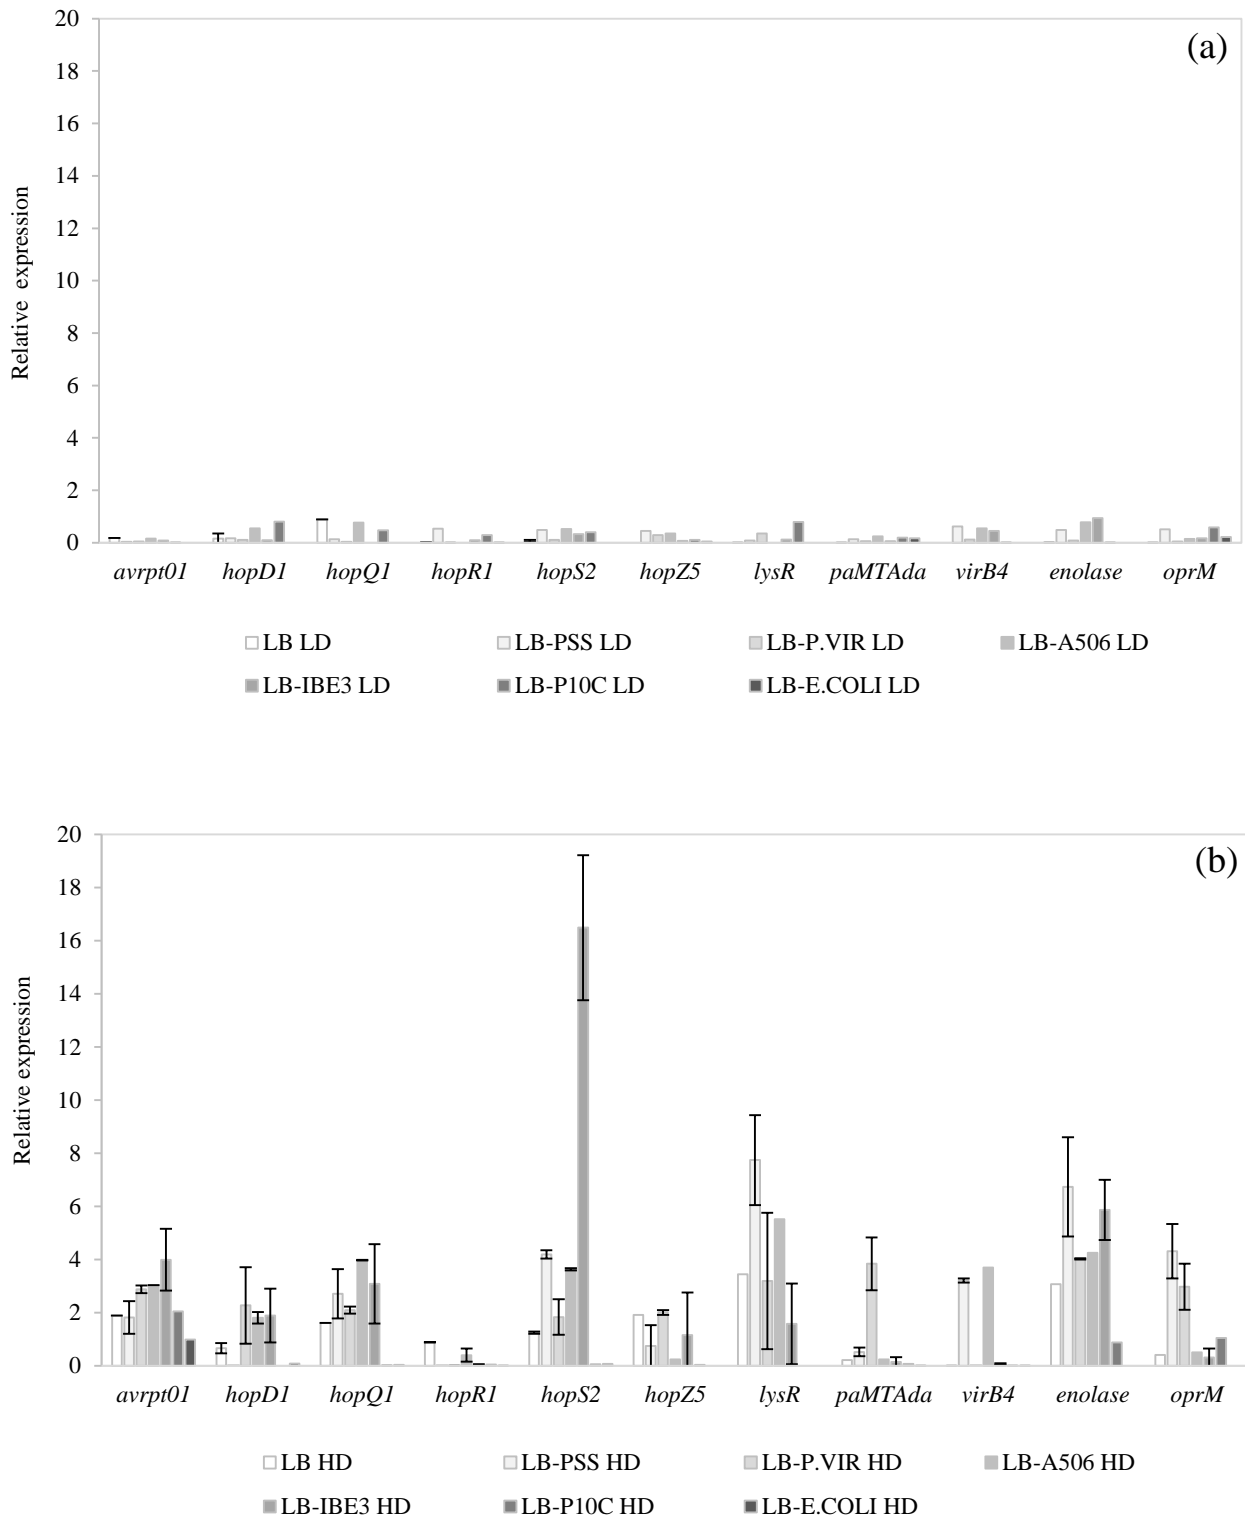 (a)
Relative expression
20
18
16
14
12
10
8
6
4
2
0
avrpt01 hopD1 hopQ1 hopR1 hopS2 hopZ5 lysR paMTAda virB4 enolase oprM
LB LD LB-PSS LD LB-P.VIR LD LB-A506 LD
LB-IBE3 LD LB-P10C LD LB-E.COLI LD
(b)
Relative expression
20
18
16
14
12
10
8
6
4
2
0
avrpt01 hopD1 hopQ1 hopR1 hopS2 hopZ5 lysR paMTAda virB4 enolase oprM
LB HD LB-PSS HD LB-P.VIR HD LB-A506 HD
LB-IBE3 HD LB-P10C HD LB-E.COLI HD